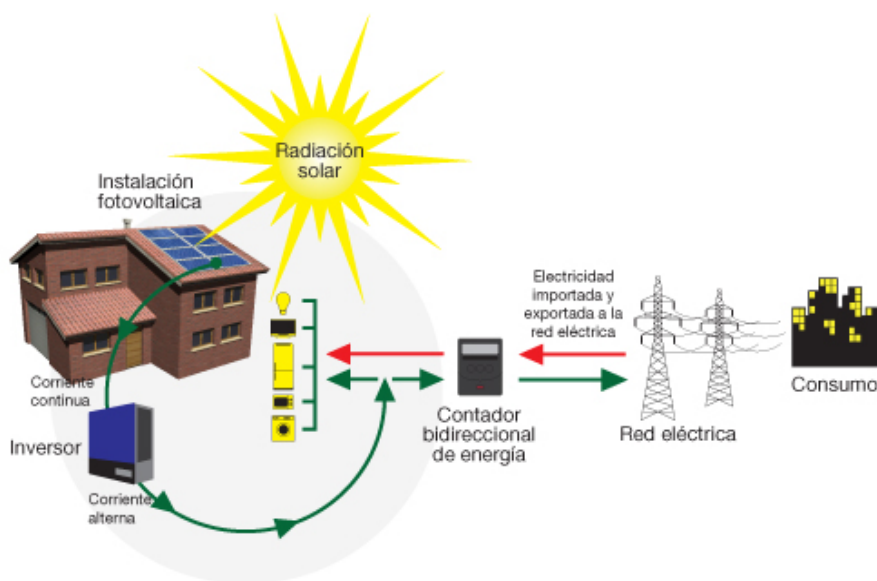 Radiación
solar
Instalación
fotovoltaica
Electricidad
importada y
exportada a la
red eléctrica
Corriente
continua
Inversor
Corriente
alterna
Contador
bidireccional
de energía
Red eléctrica
Consumo